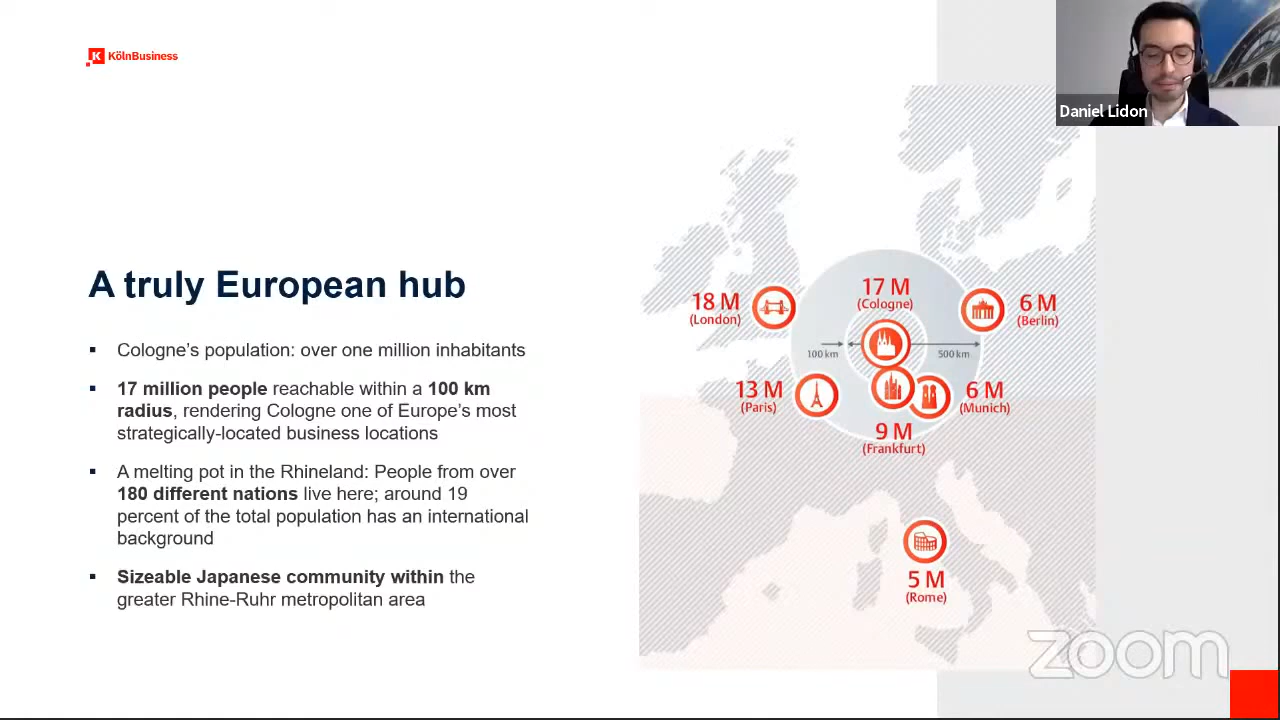 KölnBusiness
Daniel Lidon
A truly European hub
▪ Cologne's population: over one million inhabitants
▪ 17 million people reachable within a 100 km
radius, rendering Cologne one of Europe's most
strategically-located business locations
▪ A melting pot in the Rhineland: People from over
180 different nations live here; around 19
percent of the total population has an international
background
▪ Sizeable Japanese community within the
greater Rhine-Ruhr metropolitan area
17 M
(Cologne)
18 M
(London)
6 M
(Berlin)
100 km
500 km
13 M
(Paris)
6 M
(Munich)
9 M
(Frankfurt)
5 M
(Rome)
zoom